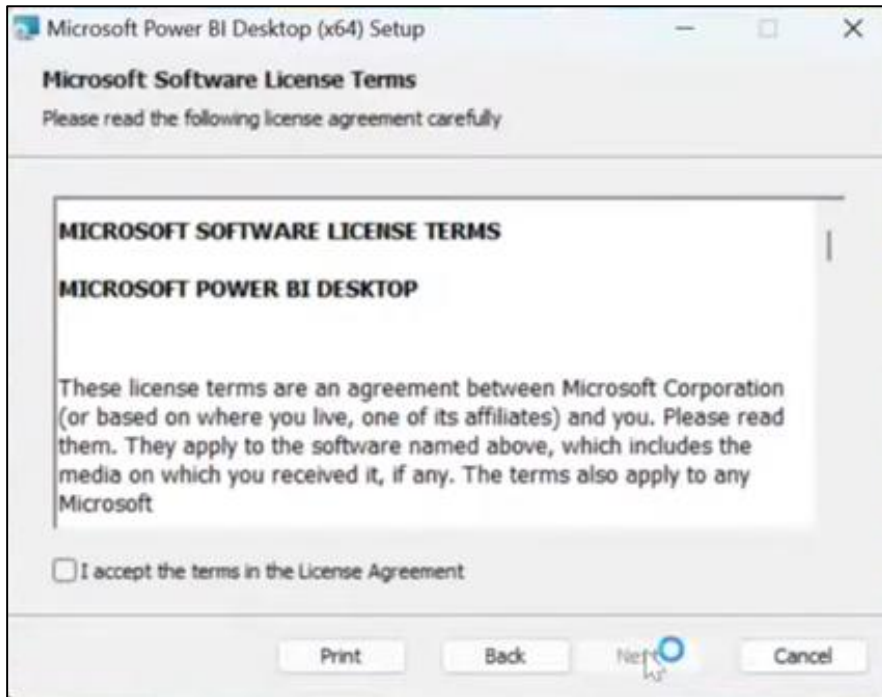 Microsoft Power BI Desktop (x64) Setup
Microsoft Software License Terms
Please read the following license agreement carefully
MICROSOFT SOFTWARE LICENSE TERMS
MICROSOFT POWER BI DESKTOP
These license terms are an agreement between Microsoft Corporation
(or based on where you live, one of its affiliates) and you. Please read
them. They apply to the software named above, which includes the
media on which you received it, if any. The terms also apply to any
Microsoft
I accept the terms in the License Agreement
Print Back Cancel